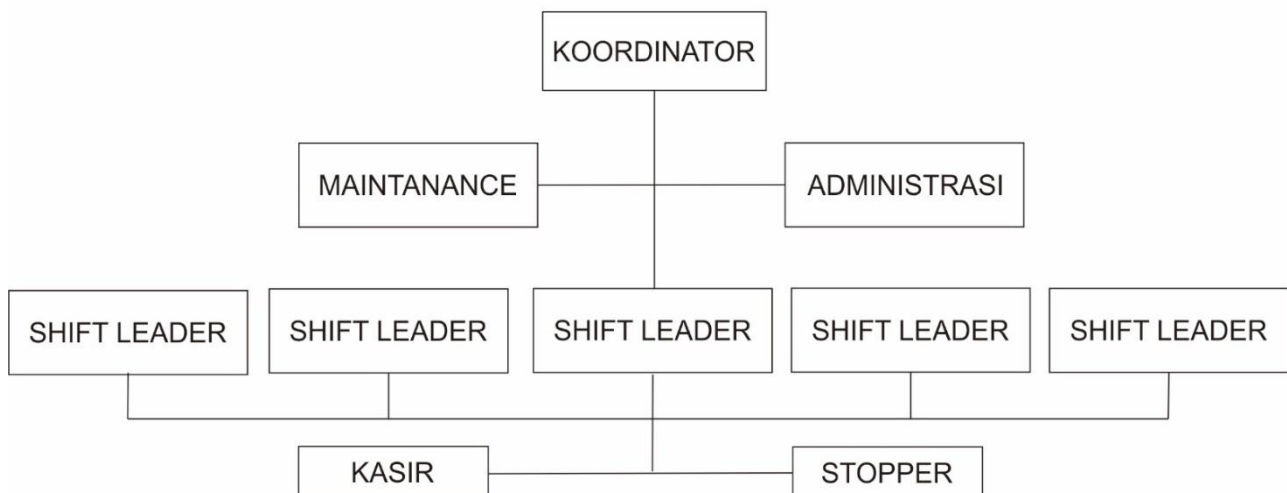 KOORDINATOR
MAINTANANCE
ADMINISTRASI
SHIFT LEADER
SHIFT LEADER
SHIFT LEADER
SHIFT LEADER
SHIFT LEADER
KASIR
STOPPER